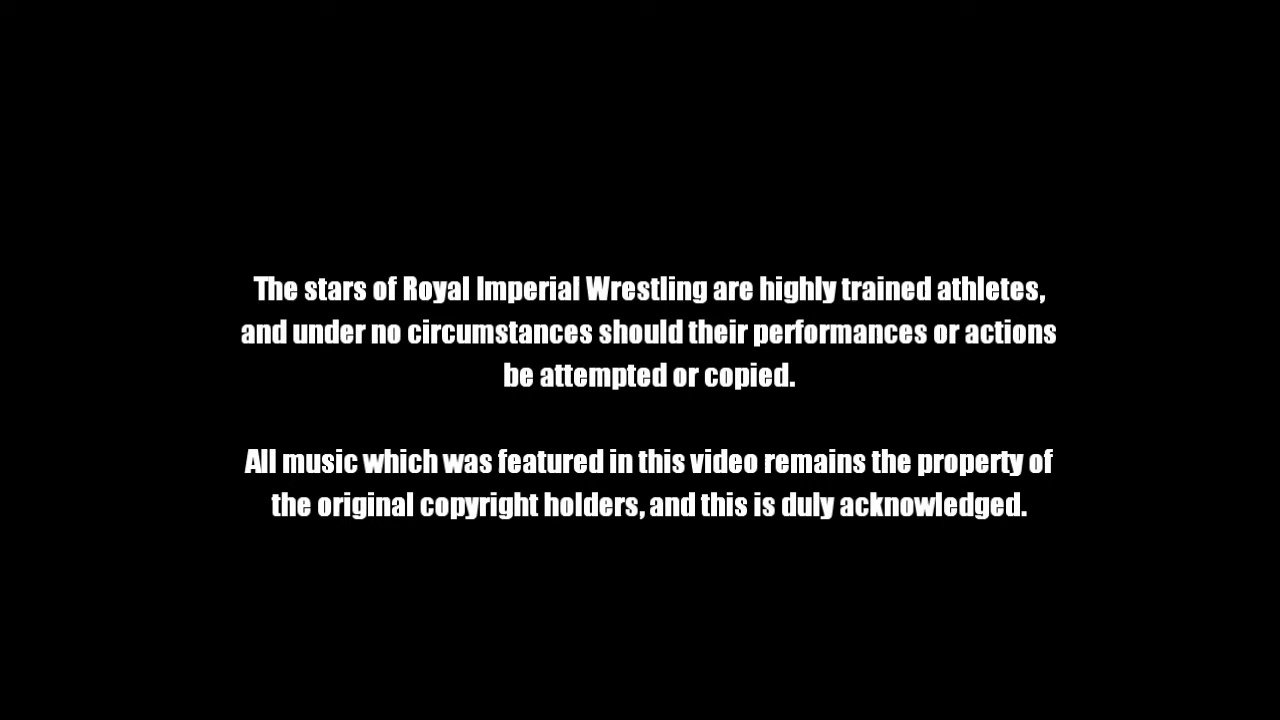 The stars of Royal Imperial Wrestling are highly trained athletes,
and under no circumstances should their performances or actions
be attempted or copied.
All music which was featured in this video remains the property of
the original copyright holders, and this is duly acknowledged.